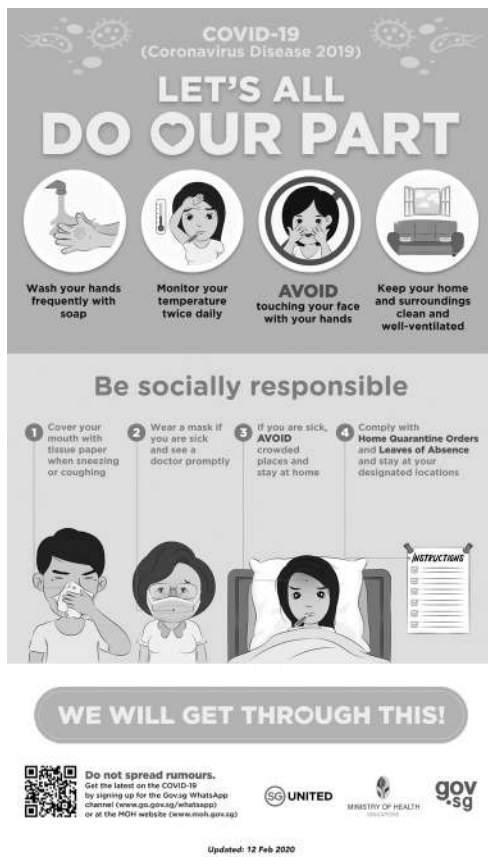 COVID-19
(Coronavirus Disease 2019)
LET'S ALL
DO OUR PART
Wash your hands
frequently with
soap
Monitor your
temperature
twice daily
AVOID
touching your face
with your hands
Keep your home
and surroundings
clean and
well-ventilated
Be socially responsible
1 Cover your
mouth with
tissue paper
when sneezing
or coughing
2 Wear a mask if
you are sick
and see a
doctor promptly
3 If you are sick,
AVOID
crowded
places and
stay at home
4 Comply with
Home Quarantine Orders
and Leaves of Absence
and stay at your
designated locations
INSTRUCTIONS
WE WILL GET THROUGH THIS!
Do not spread rumours.
Get the latest on the COVID-19
by signing up for the Gov.sg WhatsApp
channel (www.go.gov.sg/whatsapp)
or at the MOH website (www.moh.gov.sg)
SG UNITED
MINISTRY OF HEALTH
SINGAPORE
gov
.sg
Updated: 12 Feb 2020